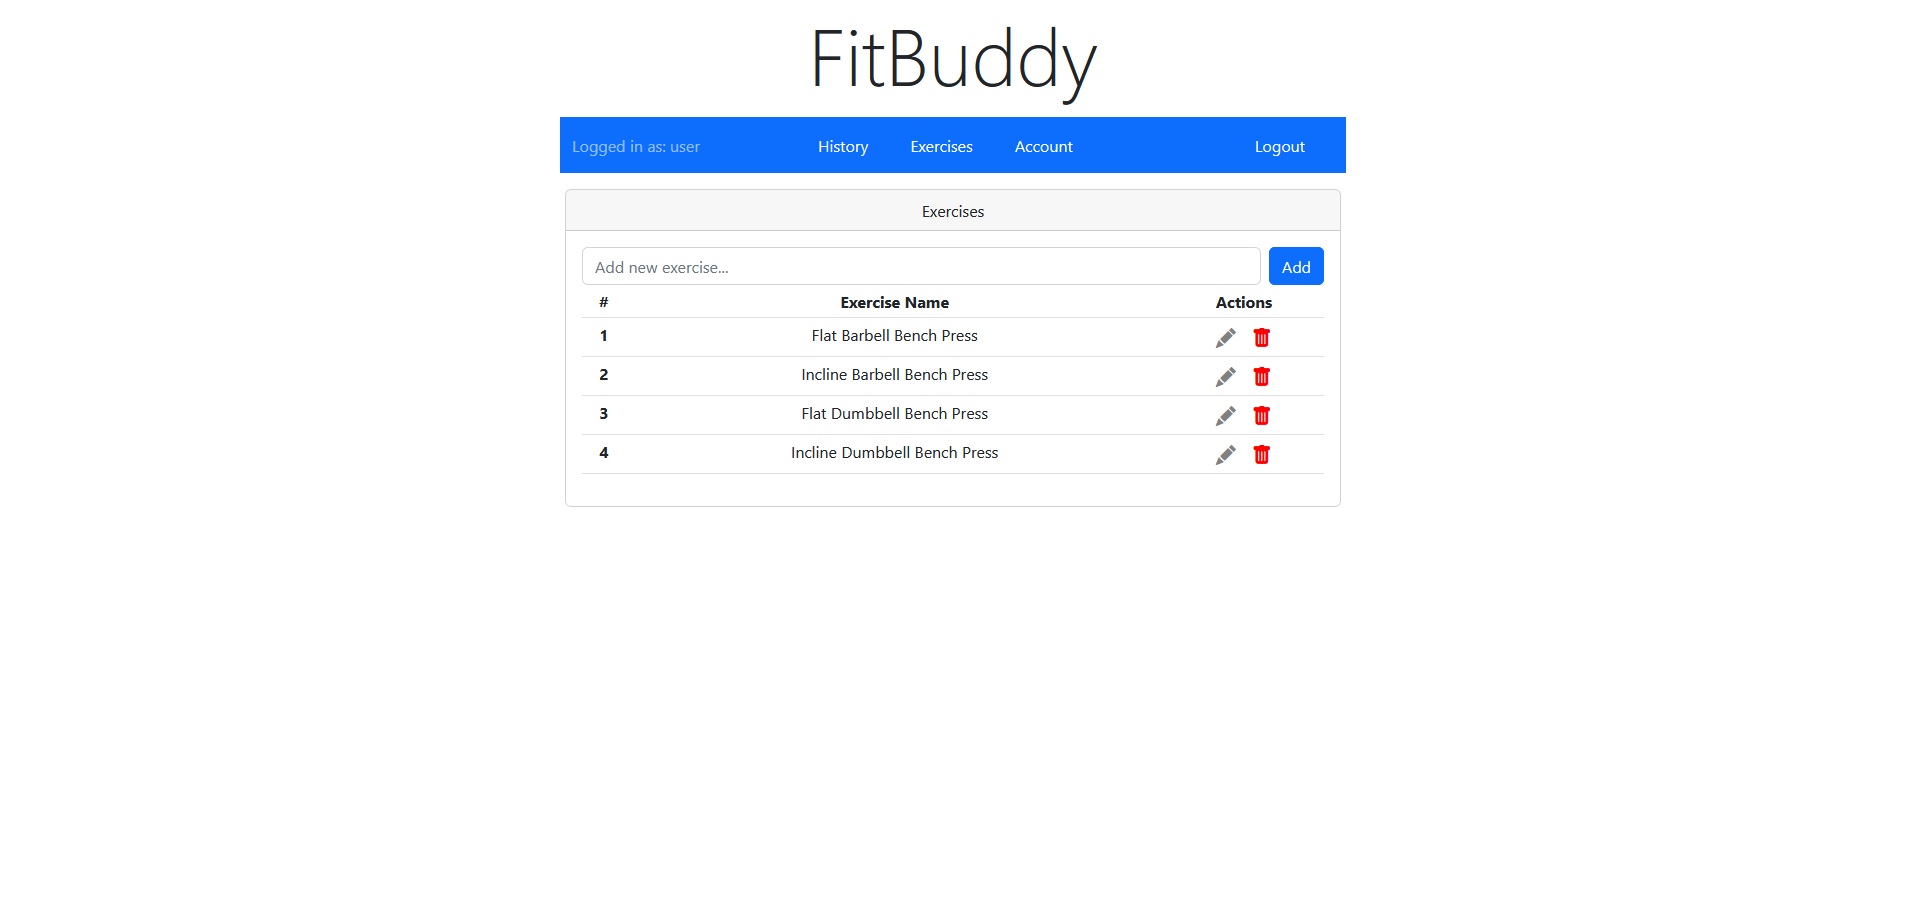 FitBuddy
Logged in as: user History Exercises Account Logout
Exercises
Add new exercise... Add
# Exercise Name Actions
1 Flat Barbell Bench Press
2 Incline Barbell Bench Press
3 Flat Dumbbell Bench Press
4 Incline Dumbbell Bench Press